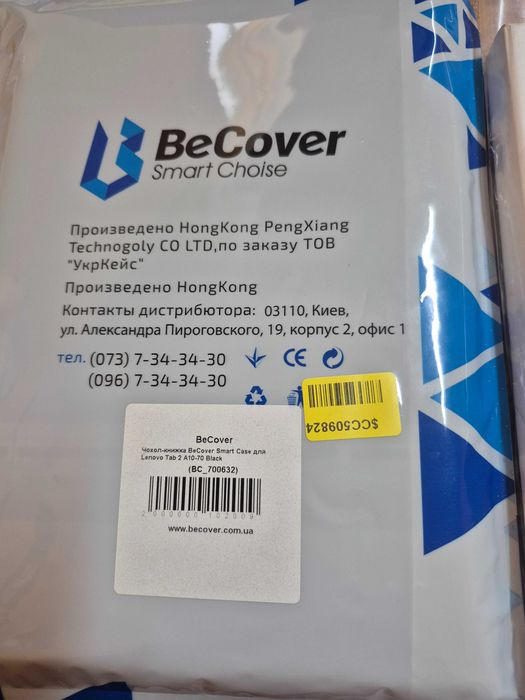 BeCover
Smart Choise
Произведено HongKong PengXiang
Technogoly CO LTD,по заказу ТОВ
"УкрКейс"
Произведено HongKong
Контакты дистрибютора: 03110, Киев,
ул. Александра Пироговского, 19, корпус 2, офис 1
тел. (073) 7-34-34-30
(096) 7-34-34-30
CE
$CC509824
BeCover
Чохол-книжка BeCover Smart Case для
Lenovo Tab 2 A10-70 Black
(BC_700632)
2000000102009
www.becover.com.ua